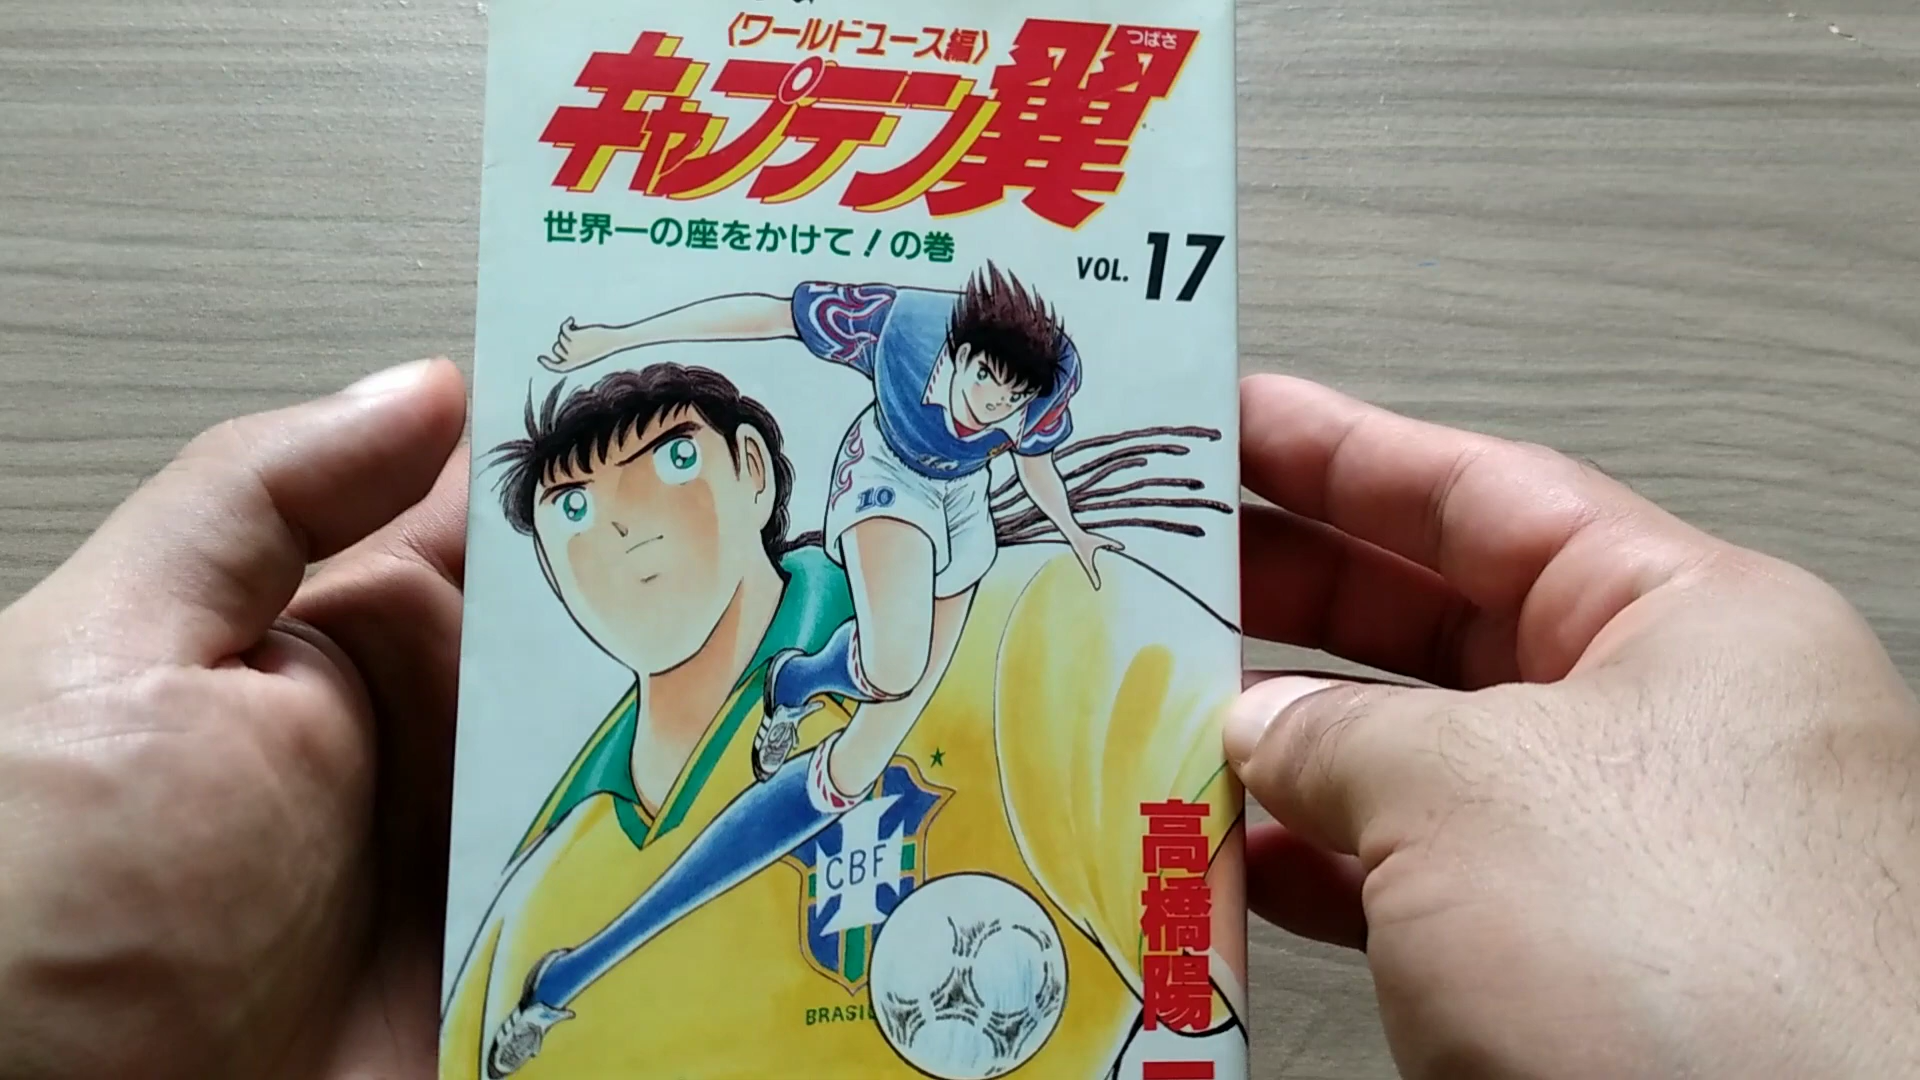 〈ワールドユース編〉
つばさ
キャプテン翼
世界一の座をかけて!の巻
VOL. 17
10
CBF
BRASIL
高橋陽一